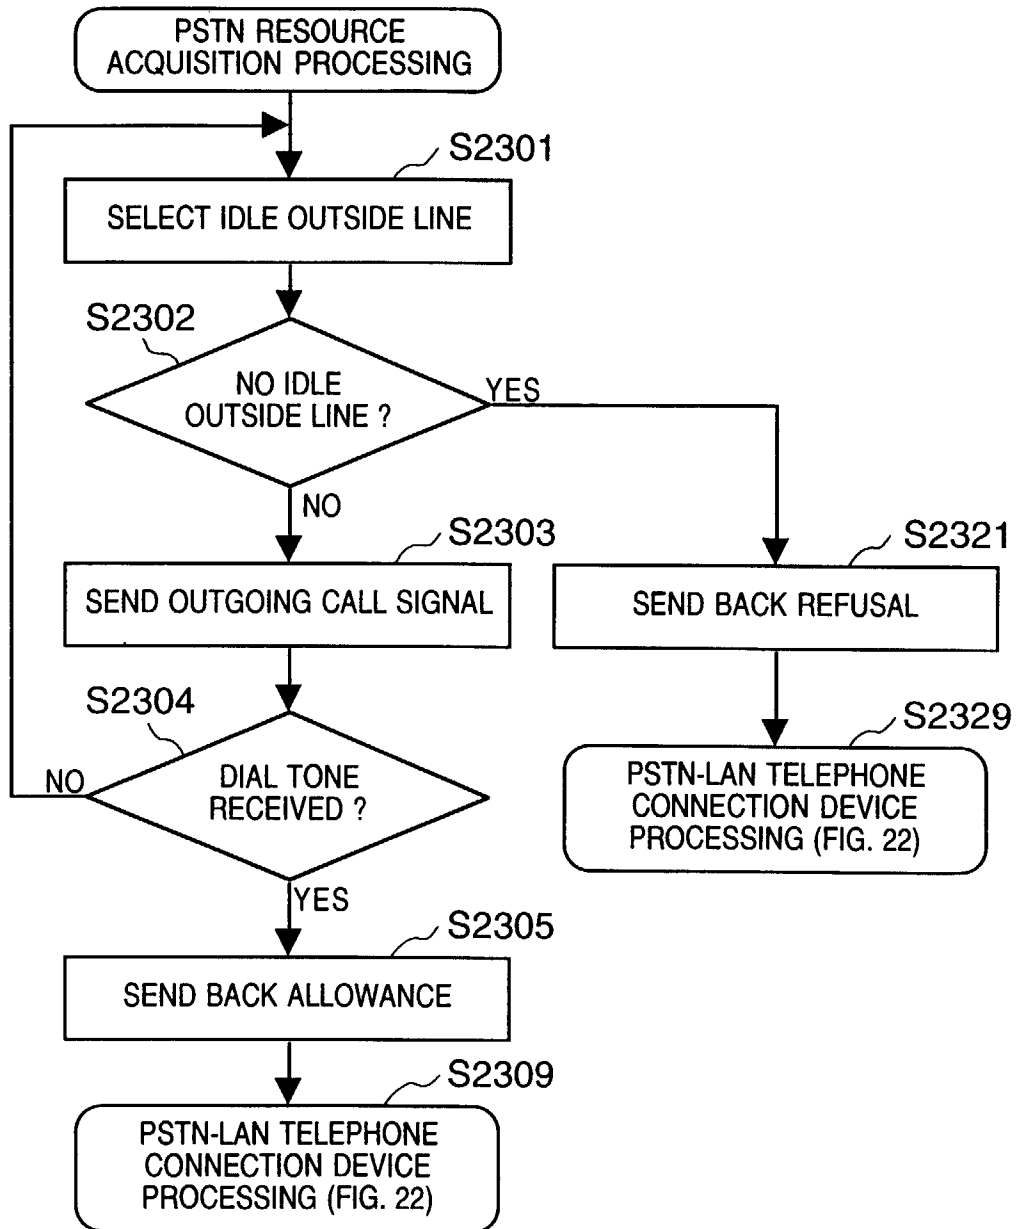 PSTN RESOURCE
ACQUISITION PROCESSING
S2301
SELECT IDLE OUTSIDE LINE
S2302
NO IDLE
OUTSIDE LINE ?
YES
NO
S2303
SEND OUTGOING CALL SIGNAL
S2321
SEND BACK REFUSAL
S2304
DIAL TONE
RECEIVED ?
NO
YES
S2329
PSTN-LAN TELEPHONE
CONNECTION DEVICE
PROCESSING (FIG. 22)
S2305
SEND BACK ALLOWANCE
S2309
PSTN-LAN TELEPHONE
CONNECTION DEVICE
PROCESSING (FIG. 22)